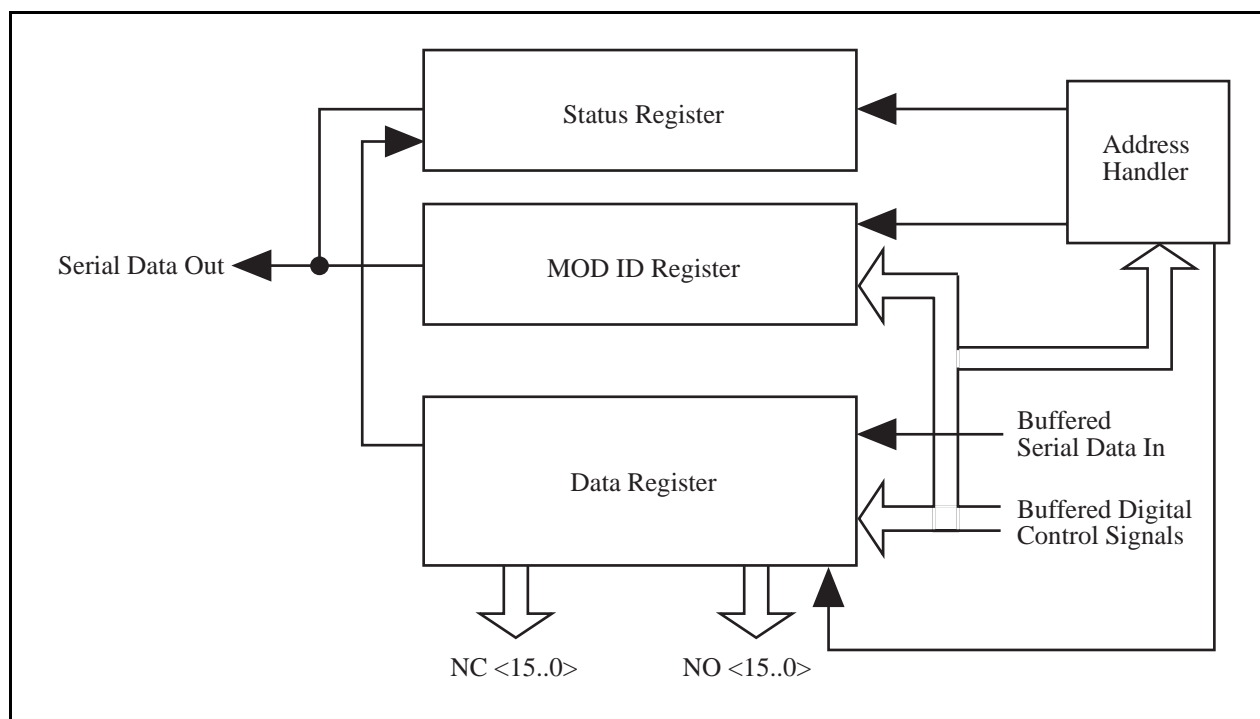 Status Register
Address
Handler
Serial Data Out
MOD ID Register
Buffered
Serial Data In
Data Register
Buffered Digital
Control Signals
NC <15..0>
NO <15..0>